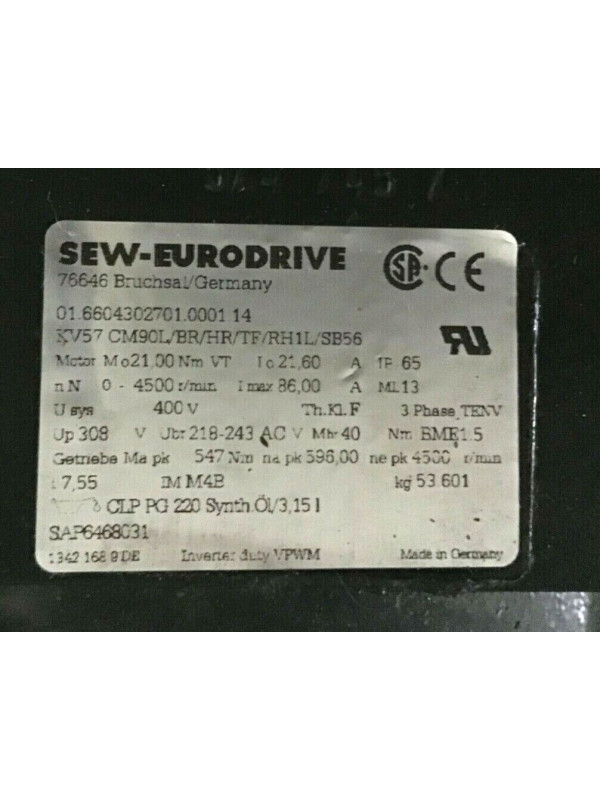 SEW-EURODRIVE
76646 Bruchsal/Germany
01.6604302701.0001 14
KV57 CM90L/BR/HR/TF/RH1L/SB56
Motor Mo 21,00 Nm VT Io 21,60 A IP 65
nN 0 - 4500 r/min Imax 86,00 A ML 13
Usys 400 V Th.Kl.F 3 Phase TENV
Up 308 V Ubr 218-243 AC V Mbr 40 Nm BME1.5
Getriebe Ma pk 547 Nm na pk 596,00 ne pk 4500 r/min
i 7,55 IM M4B kg 53.601
CLP PG 220 Synth.Öl/3,15 l
SAP6468031
1342 168 9 DE Inverter duty VPWM Made in Germany